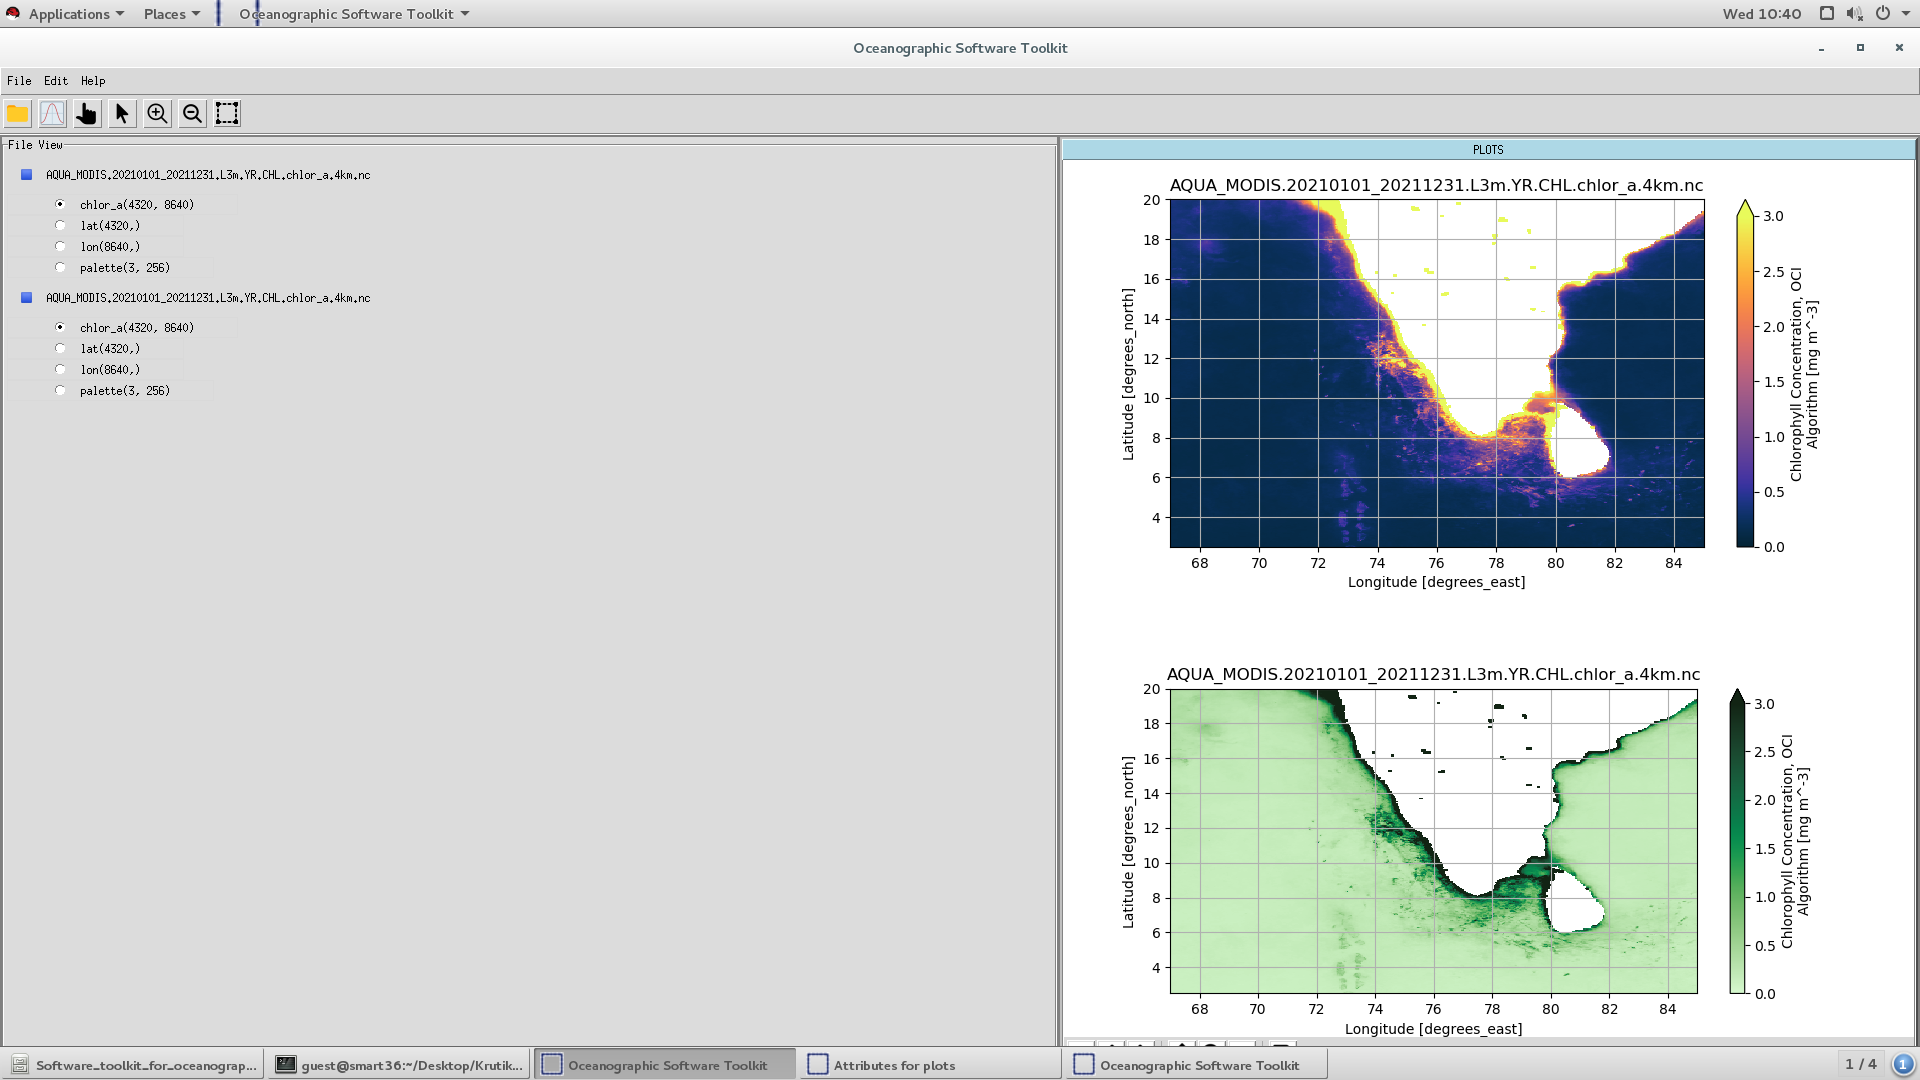 Applications Places Oceanographic Software Toolkit Wed 10:40
Oceanographic Software Toolkit
File Edit Help
File View
AQUA_MODIS.20210101_20211231.L3m.YR.CHL.chlor_a.4km.nc
chlor_a(4320, 8640)
lat(4320,)
lon(8640,)
palette(3, 256)
AQUA_MODIS.20210101_20211231.L3m.YR.CHL.chlor_a.4km.nc
chlor_a(4320, 8640)
lat(4320,)
lon(8640,)
palette(3, 256)
PLOTS
AQUA_MODIS.20210101_20211231.L3m.YR.CHL.chlor_a.4km.nc
20
18
16
14
12
10
8
6
4
Latitude [degrees_north]
68 70 72 74 76 78 80 82 84
Longitude [degrees_east]
3.0
2.5
2.0
1.5
1.0
0.5
0.0
Chlorophyll Concentration, OCI
Algorithm [mg m^-3]
AQUA_MODIS.20210101_20211231.L3m.YR.CHL.chlor_a.4km.nc
20
18
16
14
12
10
8
6
4
Latitude [degrees_north]
68 70 72 74 76 78 80 82 84
Longitude [degrees_east]
3.0
2.5
2.0
1.5
1.0
0.5
0.0
Chlorophyll Concentration, OCI
Algorithm [mg m^-3]
Software_toolkit_for_oceanograp... guest@smart36:~/Desktop/Krutik... Oceanographic Software Toolkit Attributes for plots Oceanographic Software Toolkit 1 / 4 1